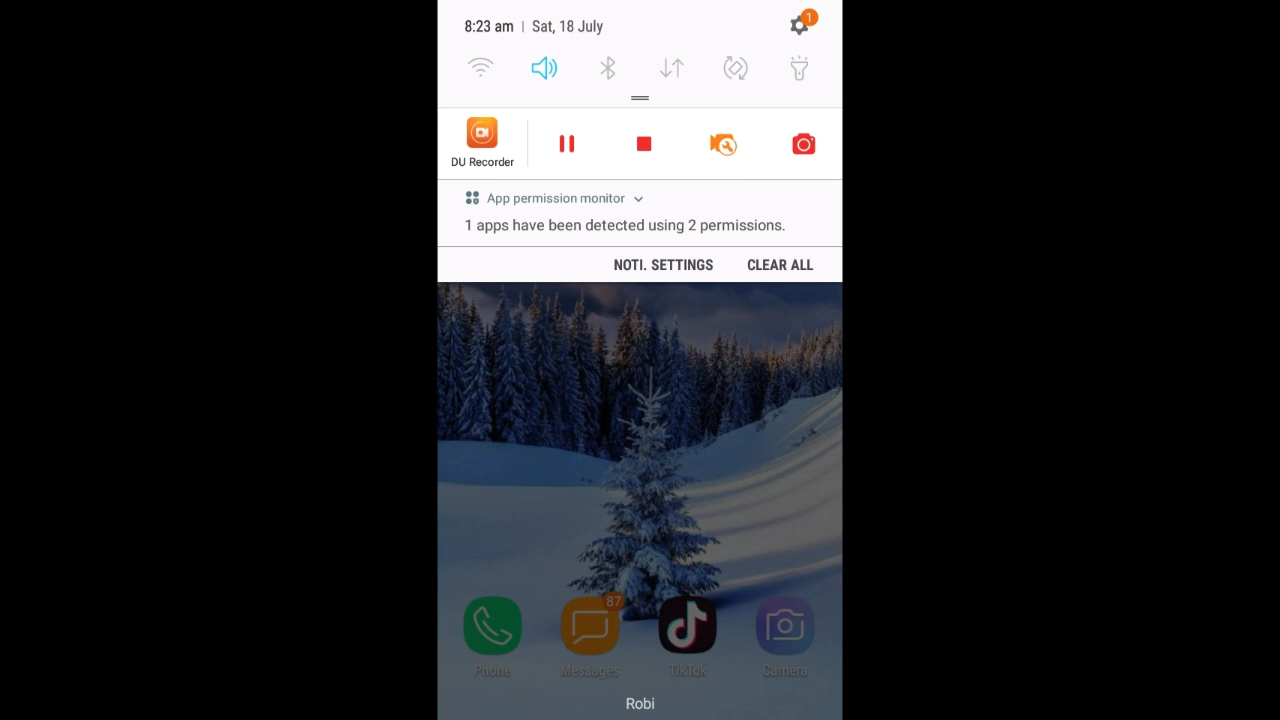 8:23 am | Sat, 18 July
1
DU Recorder
App permission monitor
1 apps have been detected using 2 permissions.
NOTI. SETTINGS CLEAR ALL
87
Phone Messages TikTok Camera
Robi